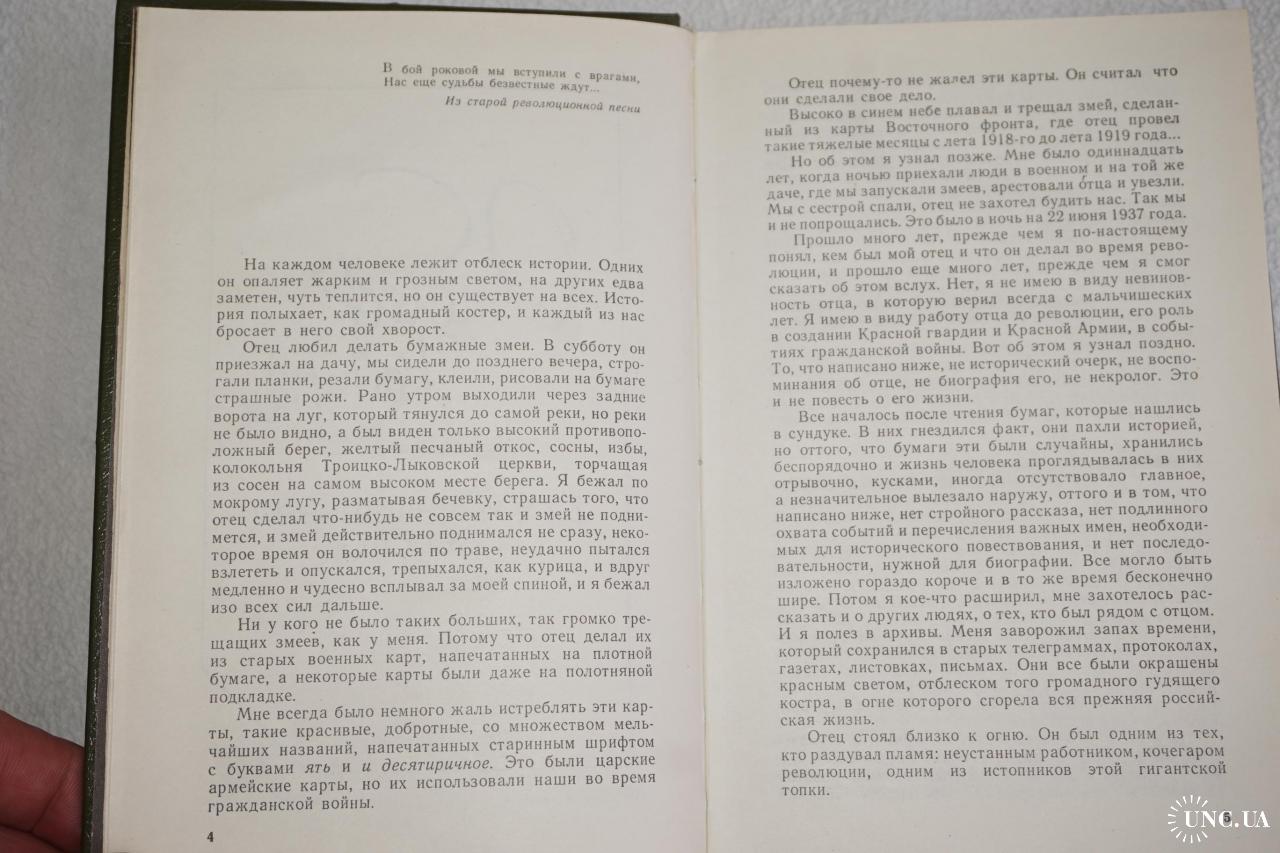 В бой роковой мы вступили с врагами,
Нас еще судьбы безвестные ждут...
Из старой революционной песни
На каждом человеке лежит отблеск истории. Одних
он опаляет жарким и грозным светом, на других едва
заметен, чуть теплится, но он существует на всех. Исто-
рия полыхает, как громадный костер, и каждый из нас
бросает в него свой хворост.
Отец любил делать бумажные змеи. В субботу он
приезжал на дачу, мы сидели до позднего вечера, стро-
гали планки, резали бумагу, клеили, рисовали на бумаге
страшные рожи. Рано утром выходили через задние
ворота на луг, который тянулся до самой реки, но реки
не было видно, а был виден только высокий противопо-
ложный берег, желтый песчаный откос, сосны, избы,
колокольня Троицко-Лыковской церкви, торчащая
из сосен на самом высоком месте берега. Я бежал по
мокрому лугу, разматывая бечевку, страшась того, что
отец сделал что-нибудь не совсем так и змей не подни-
мется, и змей действительно поднимался не сразу, неко-
торое время он волочился по траве, неудачно пытался
взлететь и опускался, трепыхался, как курица, и вдруг
медленно и чудесно всплывал за моей спиной, и я бежал
изо всех сил дальше.
Ни у кого не было таких больших, так громко тре-
щащих змеев, как у меня. Потому что отец делал их
из старых военных карт, напечатанных на плотной
бумаге, а некоторые карты были даже на полотняной
подкладке.
Мне всегда было немного жаль истреблять эти кар-
ты, такие красивые, добротные, со множеством мель-
чайших названий, напечатанных старинным шрифтом
с буквами ять и и десятиричное. Это были царские
армейские карты, но их использовали наши во время
гражданской войны.
4
Отец почему-то не жалел эти карты. Он считал что
они сделали свое дело.
Высоко в синем небе плавал и трещал змей, сделан-
ный из карты Восточного фронта, где отец провел
такие тяжелые месяцы с лета 1918-го до лета 1919 года...
Но об этом я узнал позже. Мне было одиннадцать
лет, когда ночью приехали люди в военном и на той же
даче, где мы запускали змеев, арестовали отца и увезли.
Мы с сестрой спали, отец не захотел будить нас. Так мы
и не попрощались. Это было в ночь на 22 июня 1937 года.
Прошло много лет, прежде чем я по-настоящему
понял, кем был мой отец и что он делал во время рево-
люции, и прошло еще много лет, прежде чем я смог
сказать об этом вслух. Нет, я не имею в виду невинов-
ность отца, в которую верил всегда с мальчишеских
лет. Я имею в виду работу отца до революции, его роль
в создании Красной гвардии и Красной Армии, в собы-
тиях гражданской войны. Вот об этом я узнал поздно.
То, что написано ниже, не исторический очерк, не воспо-
минания об отце, не биография его, не некролог. Это
и не повесть о его жизни.
Все началось после чтения бумаг, которые нашлись
в сундуке. В них гнездился факт, они пахли историей,
но оттого, что бумаги эти были случайны, хранились
беспорядочно и жизнь человека проглядывалась в них
отрывочно, кусками, иногда отсутствовало главное,
а незначительное вылезало наружу, оттого и в том, что
написано ниже, нет стройного рассказа, нет подлинного
охвата событий и перечисления важных имен, необходи-
мых для исторического повествования, и нет последо-
вательности, нужной для биографии. Все могло быть
изложено гораздо короче и в то же время бесконечно
шире. Потом я кое-что расширил, мне захотелось рас-
сказать и о других людях, о тех, кто был рядом с отцом.
И я полез в архивы. Меня заворожил запах времени,
который сохранился в старых телеграммах, протоколах,
газетах, листовках, письмах. Они все были окрашены
красным светом, отблеском того громадного гудящего
костра, в огне которого сгорела вся прежняя россий-
ская жизнь.
Отец стоял близко к огню. Он был одним из тех,
кто раздувал пламя: неустанным работником, кочегаром
революции, одним из истопников этой гигантской
топки.
5
UNC.UA